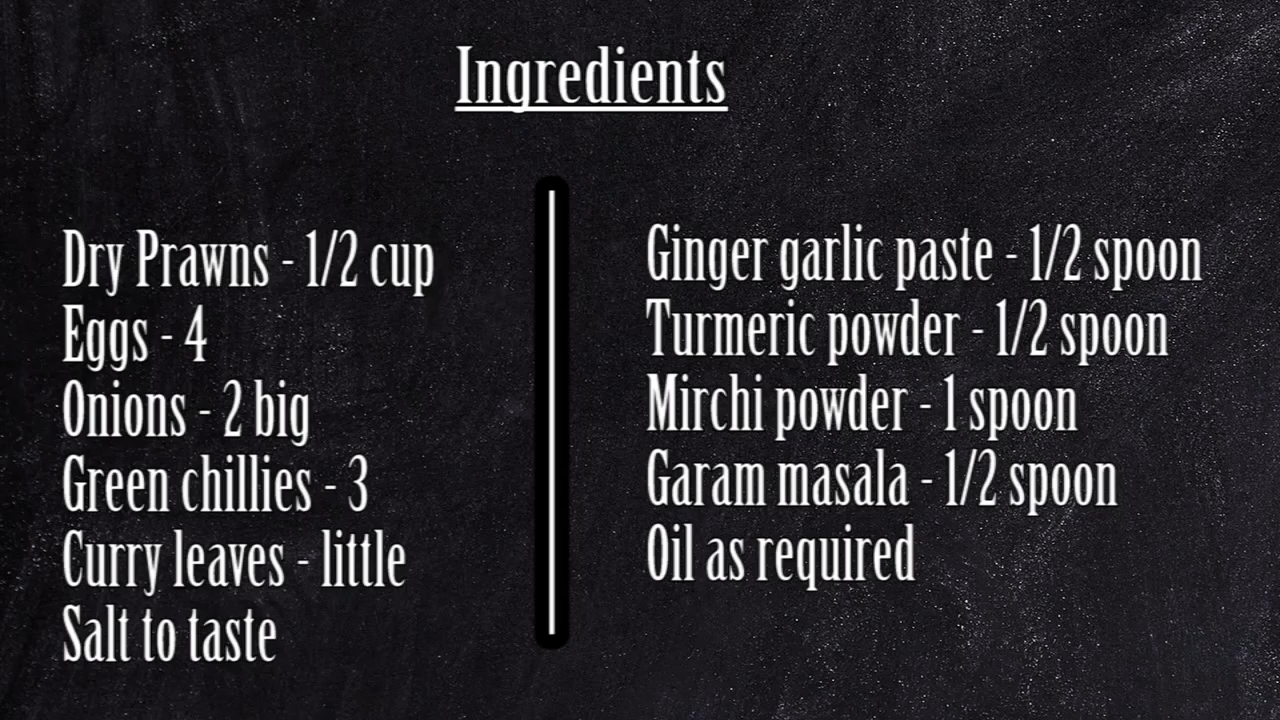 Ingredients
Dry Prawns - 1/2 cup
Eggs - 4
Onions - 2 big
Green chillies - 3
Curry leaves - little
Salt to taste
Ginger garlic paste - 1/2 spoon
Turmeric powder - 1/2 spoon
Mirchi powder - 1 spoon
Garam masala - 1/2 spoon
Oil as required